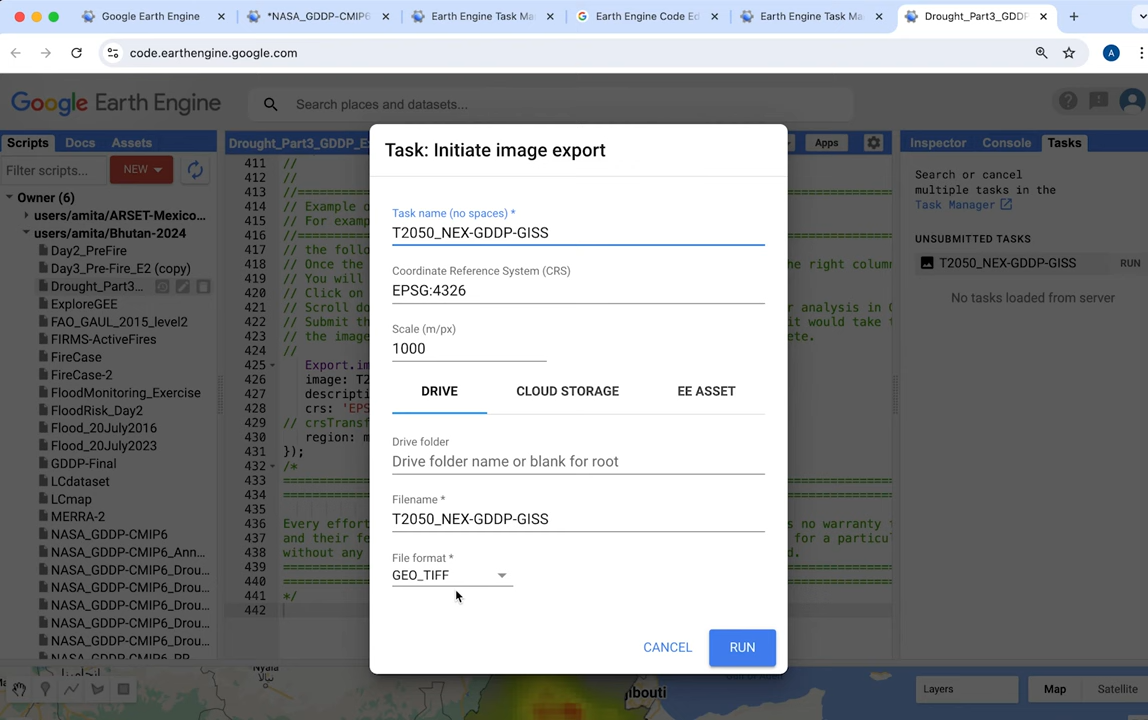 Google Earth Engine
*NASA_GDDP-CMIP6
Earth Engine Task Ma
Earth Engine Code Ed
Earth Engine Task Ma
Drought_Part3_GDDP
code.earthengine.google.com
A
Google Earth Engine
Search places and datasets...
Scripts
Docs
Assets
Drought_Part3_GDDP_E
Apps
Inspector
Console
Tasks
Filter scripts...
NEW
Owner (6)
users/amita/ARSET-Mexico...
users/amita/Bhutan-2024
Day2_PreFire
Day3_Pre-Fire_E2 (copy)
Drought_Part3...
ExploreGEE
FAO_GAUL_2015_level2
FIRMS-ActiveFires
FireCase
FireCase-2
FloodMonitoring_Exercise
FloodRisk_Day2
Flood_20July2016
Flood_20July2023
GDDP-Final
LCdataset
LCmap
MERRA-2
NASA_GDDP-CMIP6
NASA_GDDP-CMIP6_Ann...
NASA_GDDP-CMIP6_Drou...
NASA_GDDP-CMIP6_Drou...
NASA_GDDP-CMIP6_Drou...
NASA_GDDP-CMIP6_Drou...
NASA_GDDP-CMIP6_Drou...
NASA_GDDP-CMIP6_PR
411 //
412 //
413 //====================
414 // Example o
415 // For examp
416 //====================
417 // the follo
418 // Once the the right column
419 // You will
420 // Click on
421 // Scroll do r analysis in G
422 // Submit th it would take t
423 // the image ete.
424 //
425 Export.im
426 image: T2
427 descripti
428 crs: 'EPS
429 // crsTransf
430 region: m
431 });
432 /*
433 ====================
434 ====================
435
436 Every effort s no warranty
437 and their fe for a particul
438 without any d.
439 ====================
440 ====================
441 */
442
Task: Initiate image export
Task name (no spaces) *
T2050_NEX-GDDP-GISS
Coordinate Reference System (CRS)
EPSG:4326
Scale (m/px)
1000
DRIVE
CLOUD STORAGE
EE ASSET
Drive folder
Drive folder name or blank for root
Filename *
T2050_NEX-GDDP-GISS
File format *
GEO_TIFF
CANCEL
RUN
Search or cancel
multiple tasks in the
Task Manager
UNSUBMITTED TASKS
T2050_NEX-GDDP-GISS
RUN
No tasks loaded from server
Nyala
نيالا
jibouti
Layers
Map
Satellite